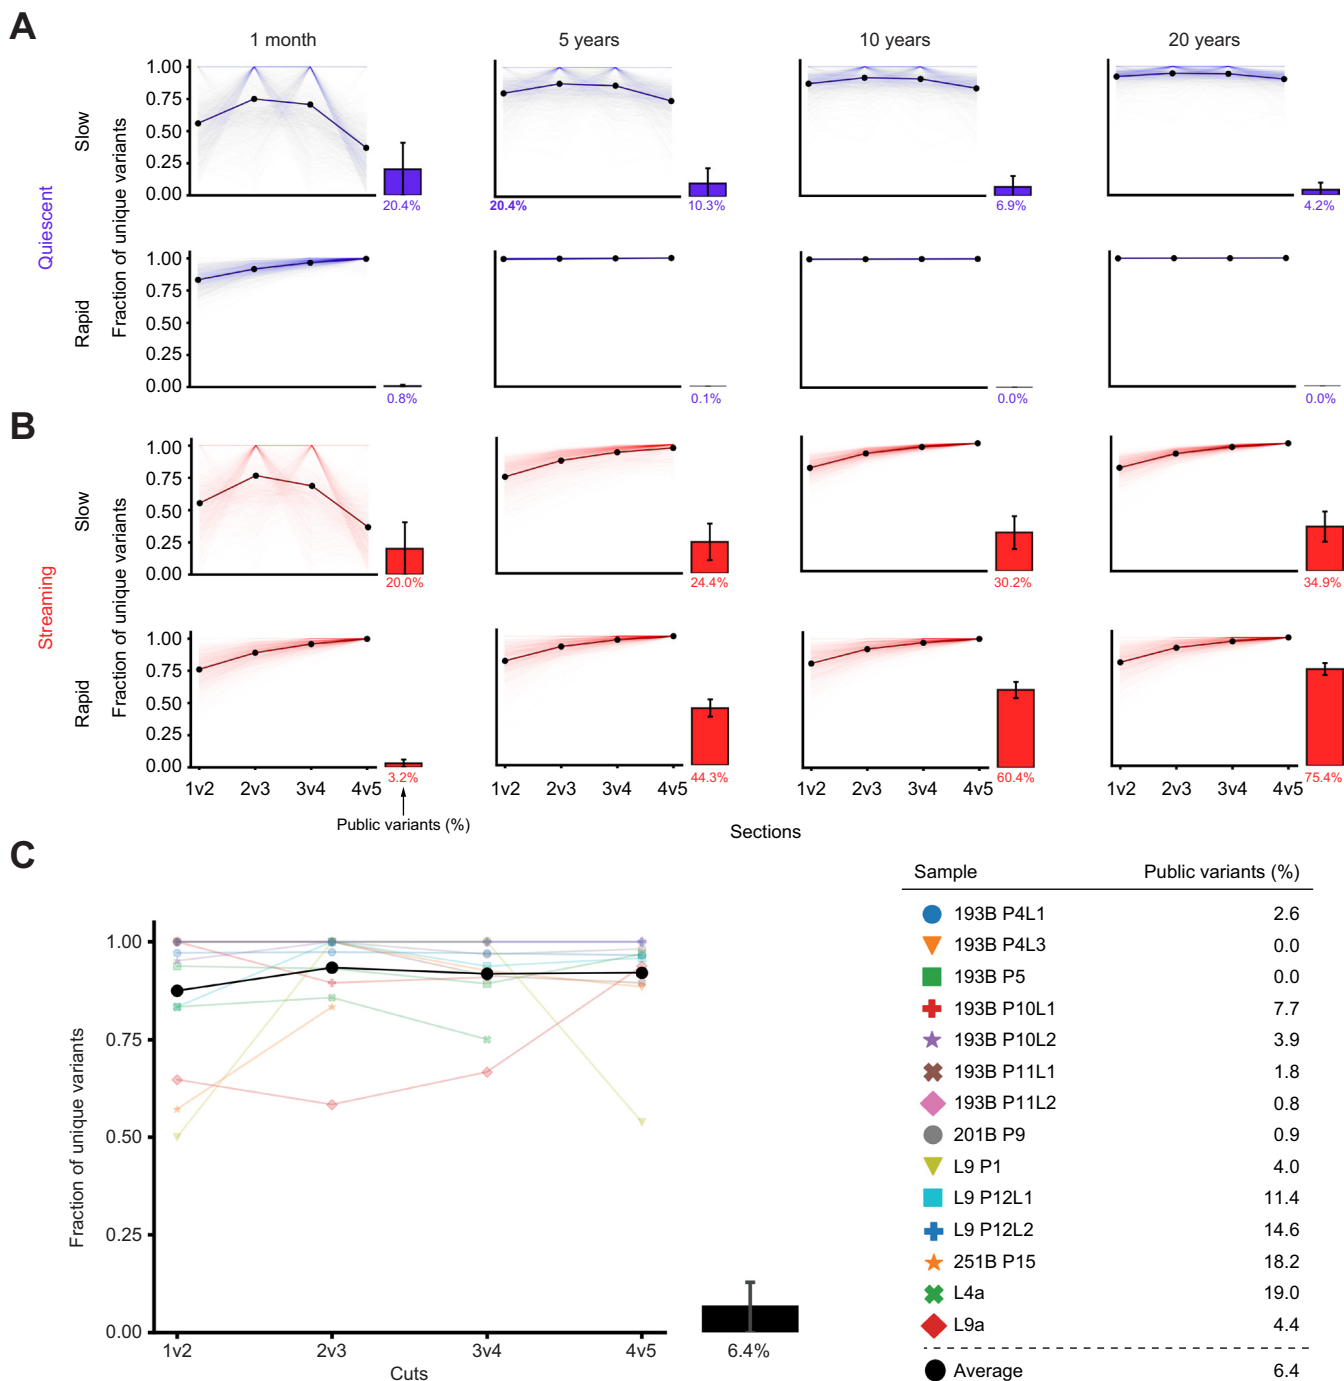 A
1 month
5 years
10 years
20 years
Quiescent
Slow
Fraction of unique variants
1.00
0.75
0.50
0.25
0.00
20.4%
20.4%
10.3%
6.9%
4.2%
Rapid
1.00
0.75
0.50
0.25
0.00
0.8%
0.1%
0.0%
0.0%
B
Streaming
Slow
Fraction of unique variants
1.00
0.75
0.50
0.25
0.00
20.0%
24.4%
30.2%
34.9%
Rapid
1.00
0.75
0.50
0.25
0.00
3.2%
44.3%
60.4%
75.4%
1v2 2v3 3v4 4v5
1v2 2v3 3v4 4v5
1v2 2v3 3v4 4v5
1v2 2v3 3v4 4v5
Public variants (%)
Sections
C
Fraction of unique variants
1.00
0.75
0.50
0.25
0.00
1v2 2v3 3v4 4v5
Cuts
6.4%
Sample Public variants (%)
193B P4L1 2.6
193B P4L3 0.0
193B P5 0.0
193B P10L1 7.7
193B P10L2 3.9
193B P11L1 1.8
193B P11L2 0.8
201B P9 0.9
L9 P1 4.0
L9 P12L1 11.4
L9 P12L2 14.6
251B P15 18.2
L4a 19.0
L9a 4.4
Average 6.4